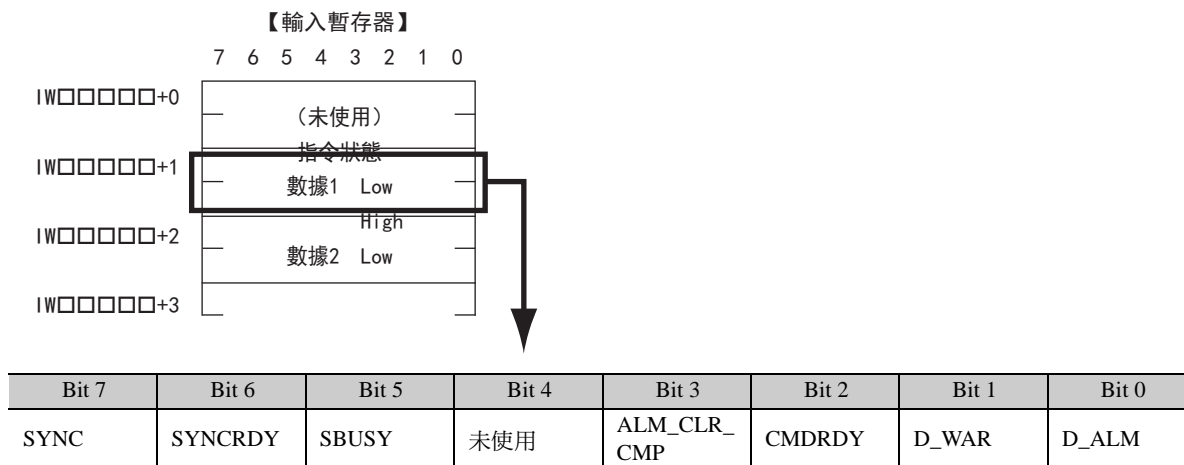 【輸入暫存器】
7 6 5 4 3 2 1 0
IW□□□□□+0
（未使用）
指令狀態
IW□□□□□+1
數據1 Low
High
IW□□□□□+2
數據2 Low
IW□□□□□+3
Bit 7 Bit 6 Bit 5 Bit 4 Bit 3 Bit 2 Bit 1 Bit 0
SYNC SYNCRDY SBUSY 未使用 ALM_CLR_CMP CMDRDY D_WAR D_ALM